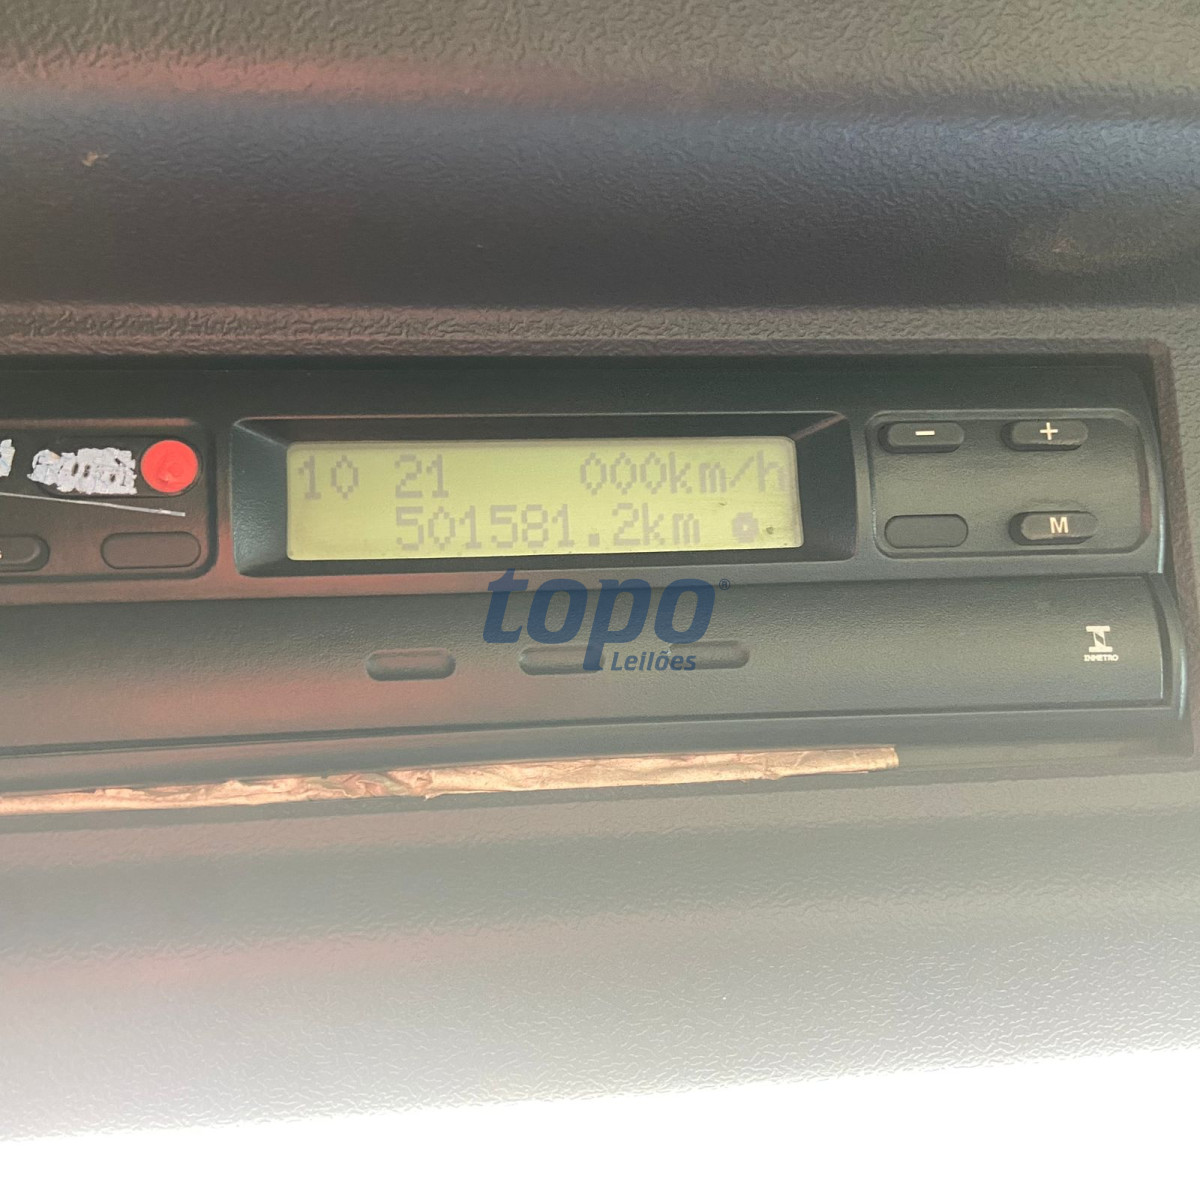 10 21 000km/h
501581.2km
- +
M
topo®
Leilões
INMETRO